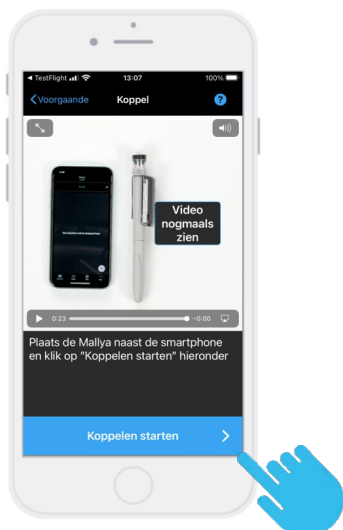 TestFlight 13:07 100%
Voorgaande Koppel ?
Video
nogmaals
zien
0:23 −0:00
Plaats de Mallya naast de smartphone
en klik op "Koppelen starten" hieronder
Koppelen starten